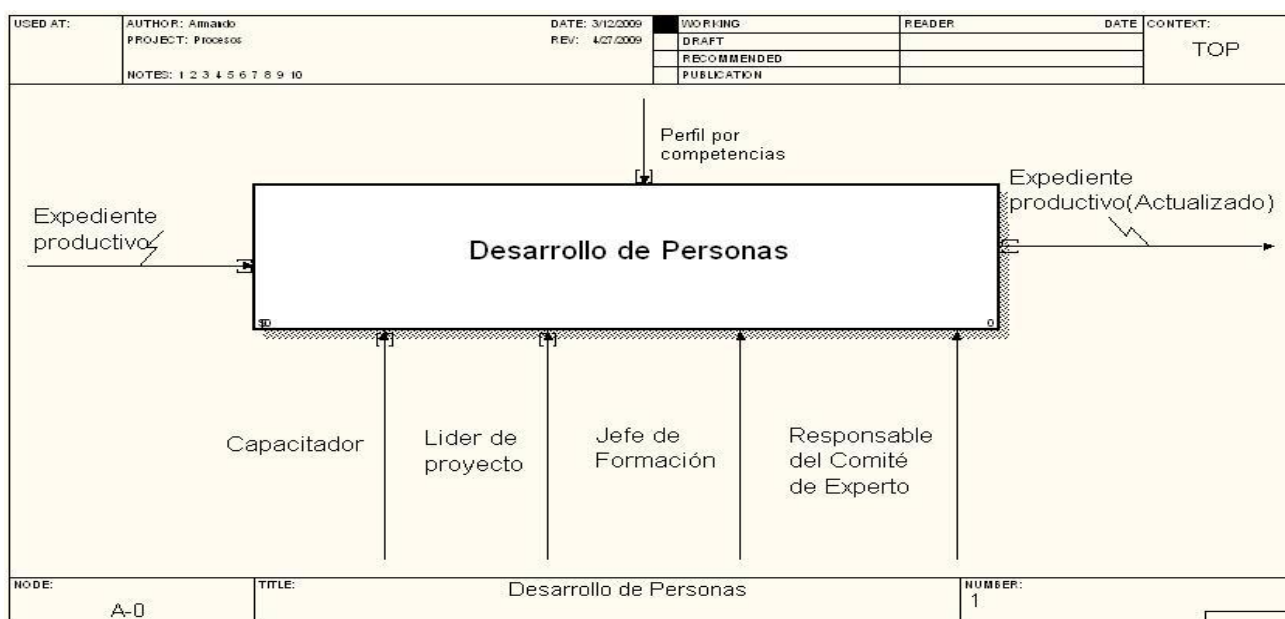 USED AT:
AUTHOR: Armando
DATE: 3/12/2009
PROJECT: Procesos
REV: 4/27/2009
NOTES: 1 2 3 4 5 6 7 8 9 10
WORKING
DRAFT
RECOMMENDED
PUBLICATION
READER
DATE
CONTEXT:
TOP
Perfil por
competencias
Expediente
productivo
Desarrollo de Personas
$0
0
Expediente
productivo(Actualizado)
Capacitador
Lider de
proyecto
Jefe de
Formación
Responsable
del Comité
de Experto
NODE:
A-0
TITLE:
Desarrollo de Personas
NUMBER:
1